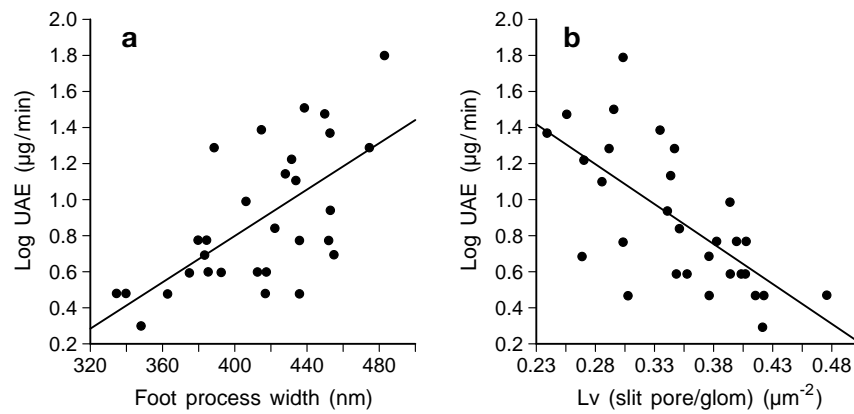 a
Log UAE (µg/min)
2.0
1.8
1.6
1.4
1.2
1.0
0.8
0.6
0.4
0.2
320 360 400 440 480
Foot process width (nm)
b
Log UAE (µg/min)
2.0
1.8
1.6
1.4
1.2
1.0
0.8
0.6
0.4
0.2
0.23 0.28 0.33 0.38 0.43 0.48
Lv (slit pore/glom) (µm⁻²)